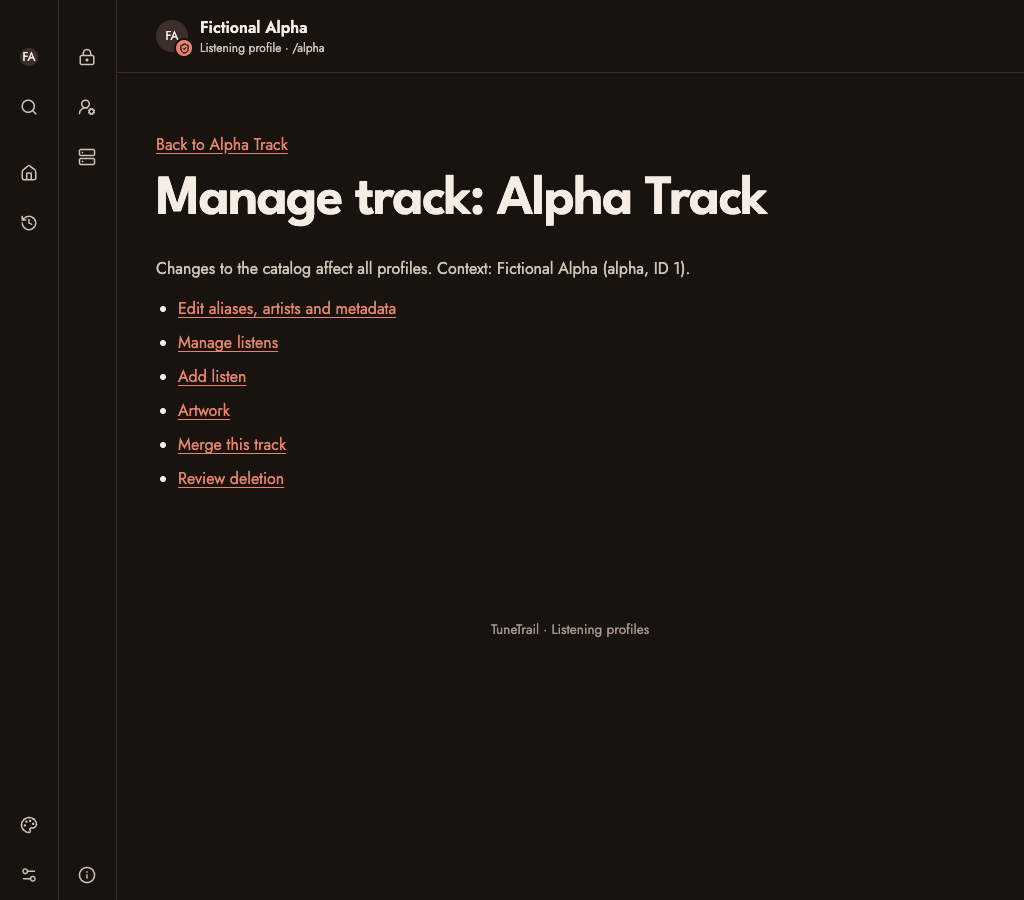 FA
FA
Fictional Alpha
Listening profile · /alpha
Back to Alpha Track
Manage track: Alpha Track
Changes to the catalog affect all profiles. Context: Fictional Alpha (alpha, ID 1).
Edit aliases, artists and metadata
Manage listens
Add listen
Artwork
Merge this track
Review deletion
TuneTrail · Listening profiles